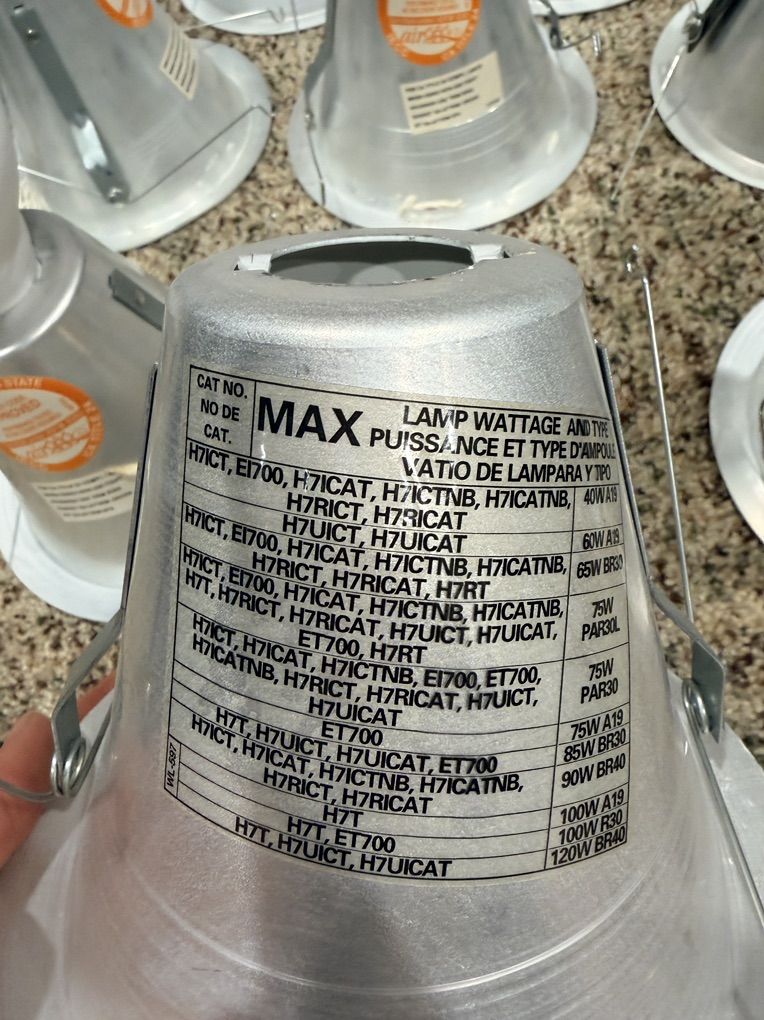 CAT NO.
NO DE
CAT.
MAX
LAMP WATTAGE AND TYPE
PUISSANCE ET TYPE D'AMPOULE
VATIO DE LAMPARA Y TIPO
H7ICT, EI700, H7ICAT, H7ICTNB, H7ICATNB,
H7RICT, H7RICAT
40W A19
H7UICT, H7UICAT
60W A19
H7ICT, EI700, H7ICAT, H7ICTNB, H7ICATNB,
H7RICT, H7RICAT, H7RT
65W BR30
H7ICT, EI700, H7ICAT, H7ICTNB, H7ICATNB,
H7T, H7RICT, H7RICAT, H7UICT, H7UICAT,
ET700, H7RT
75W
PAR30L
H7ICT, H7ICAT, H7ICTNB, EI700, ET700,
H7ICATNB, H7RICT, H7RICAT, H7UICT,
H7UICAT
75W
PAR30
ET700
75W A19
H7T, H7UICT, H7UICAT, ET700
85W BR30
H7ICT, H7ICAT, H7ICTNB, H7ICATNB,
H7RICT, H7RICAT
90W BR40
H7T
100W A19
H7T, ET700
100W R30
H7T, H7UICT, H7UICAT
120W BR40
WL-597
STATE